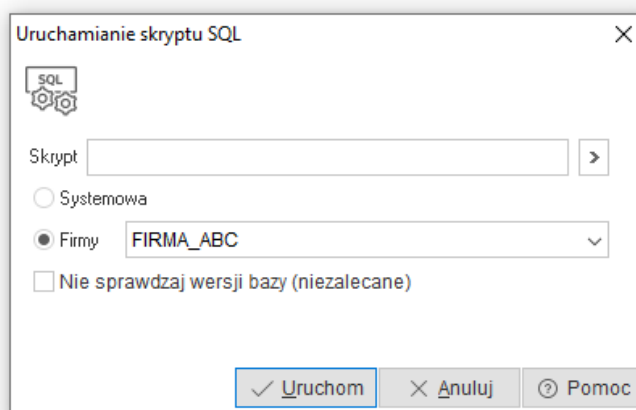 Uruchamianie skryptu SQL
SQL
Skrypt
Systemowa
Firmy FIRMA_ABC
Nie sprawdzaj wersji bazy (niezalecane)
Uruchom Anuluj Pomoc